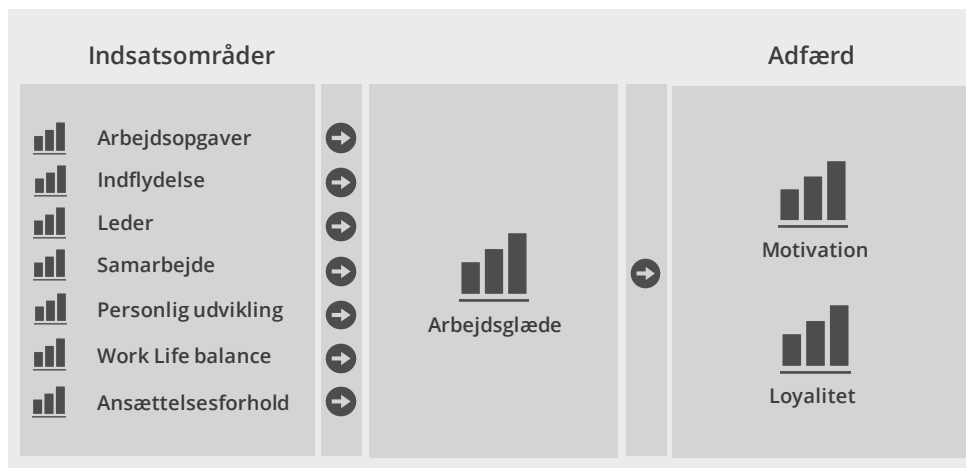 Indsatsområder
Arbejdsopgaver
Indflydelse
Leder
Samarbejde
Personlig udvikling
Work Life balance
Ansættelsesforhold
Arbejdsglæde
Adfærd
Motivation
Loyalitet